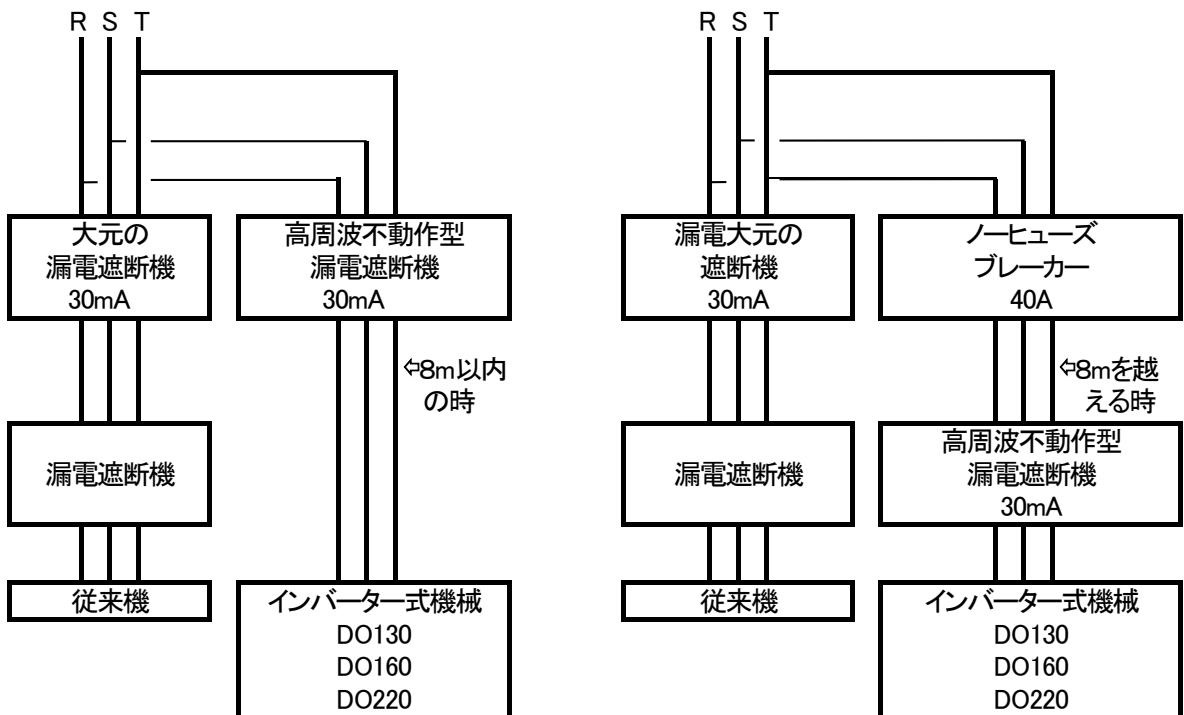 R S T
大元の
漏電遮断機
30mA
高周波不動作型
漏電遮断機
30mA
⇦8m以内
の時
漏電遮断機
従来機
インバーター式機械
DO130
DO160
DO220
R S T
漏電大元の
遮断機
30mA
ノーヒューズ
ブレーカー
40A
⇦8mを越
える時
漏電遮断機
高周波不動作型
漏電遮断機
30mA
従来機
インバーター式機械
DO130
DO160
DO220